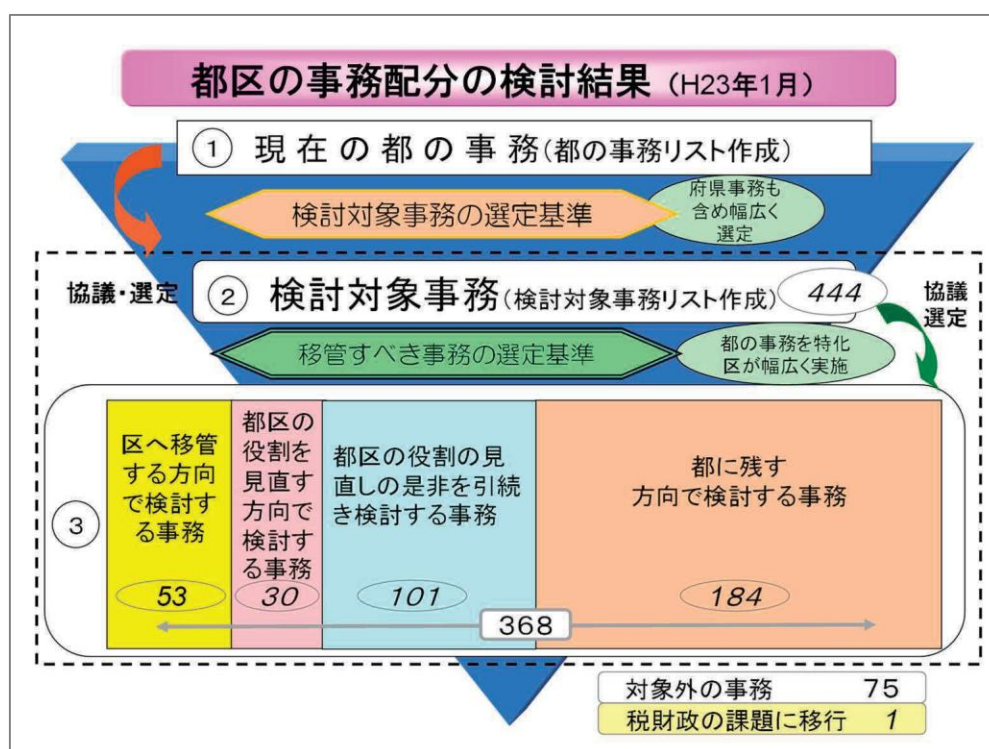 都区の事務配分の検討結果 (H23年1月)
① 現在の都の事務(都の事務リスト作成)
検討対象事務の選定基準
府県事務も
含め幅広く
選定
協議・選定
② 検討対象事務(検討対象事務リスト作成)
444
協議
選定
移管すべき事務の選定基準
都の事務を特化
区が幅広く実施
③
区へ移管
する方向
で検討す
る事務
53
都区の
役割を
見直す
方向で
検討す
る事務
30
都区の役割の見
直しの是非を引続
き検討する事務
101
都に残す
方向で検討する事務
184
368
対象外の事務 75
税財政の課題に移行 1